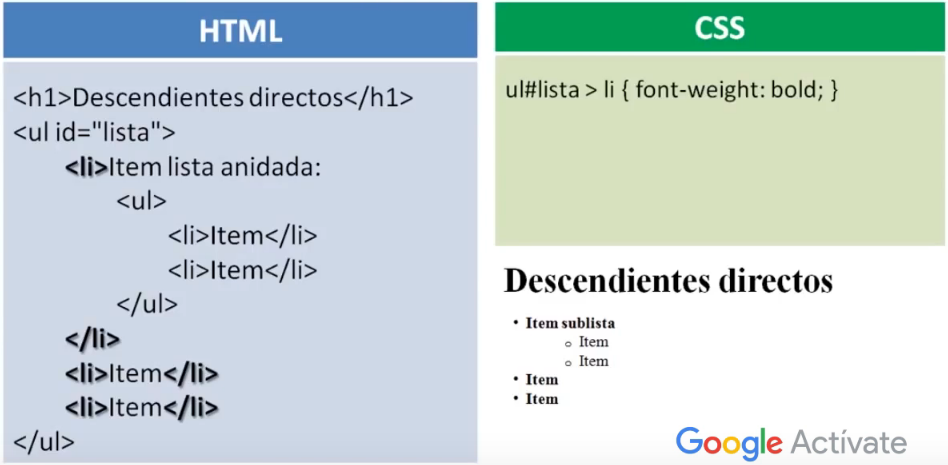 HTML
<h1>Descendientes directos</h1>
<ul id="lista">
<li>Item lista anidada:
<ul>
<li>Item</li>
<li>Item</li>
</ul>
</li>
<li>Item</li>
<li>Item</li>
</ul>
CSS
ul#lista > li { font-weight: bold; }
Descendientes directos
• Item sublista
o Item
o Item
• Item
• Item
Google Actívate